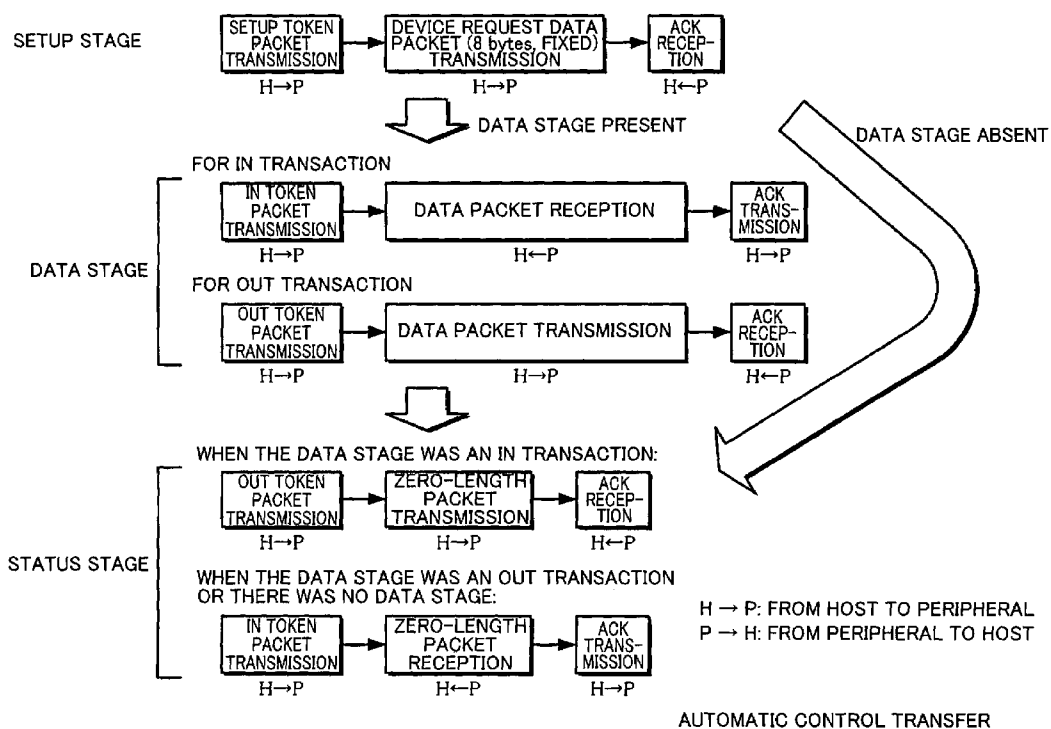 SETUP STAGE
SETUP TOKEN
PACKET
TRANSMISSION
H→P
DEVICE REQUEST DATA
PACKET (8 bytes, FIXED)
TRANSMISSION
H→P
ACK
RECEP-
TION
H←P
DATA STAGE PRESENT
DATA STAGE ABSENT
DATA STAGE
FOR IN TRANSACTION
IN TOKEN
PACKET
TRANSMISSION
H→P
DATA PACKET RECEPTION
H←P
ACK
TRANS-
MISSION
H→P
FOR OUT TRANSACTION
OUT TOKEN
PACKET
TRANSMISSION
H→P
DATA PACKET TRANSMISSION
H→P
ACK
RECEP-
TION
H←P
STATUS STAGE
WHEN THE DATA STAGE WAS AN IN TRANSACTION:
OUT TOKEN
PACKET
TRANSMISSION
H→P
ZERO-LENGTH
PACKET
TRANSMISSION
H→P
ACK
RECEP-
TION
H←P
WHEN THE DATA STAGE WAS AN OUT TRANSACTION
OR THERE WAS NO DATA STAGE:
IN TOKEN
PACKET
TRANSMISSION
H→P
ZERO-LENGTH
PACKET
RECEPTION
H←P
ACK
TRANS-
MISSION
H→P
H → P: FROM HOST TO PERIPHERAL
P → H: FROM PERIPHERAL TO HOST
AUTOMATIC CONTROL TRANSFER